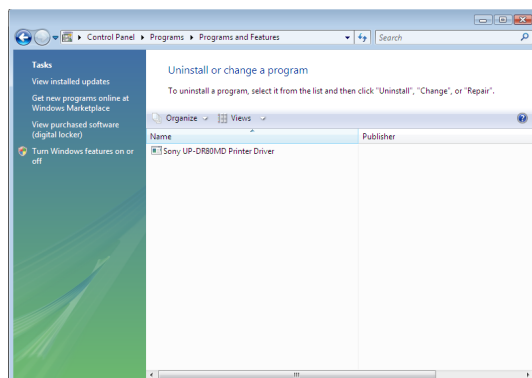 Control Panel ▸ Programs ▸ Programs and Features
Search
Tasks
View installed updates
Get new programs online at
Windows Marketplace
View purchased software
(digital locker)
Turn Windows features on or
off
Uninstall or change a program
To uninstall a program, select it from the list and then click "Uninstall", "Change", or "Repair".
Organize
Views
Name
Publisher
Sony UP-DR80MD Printer Driver